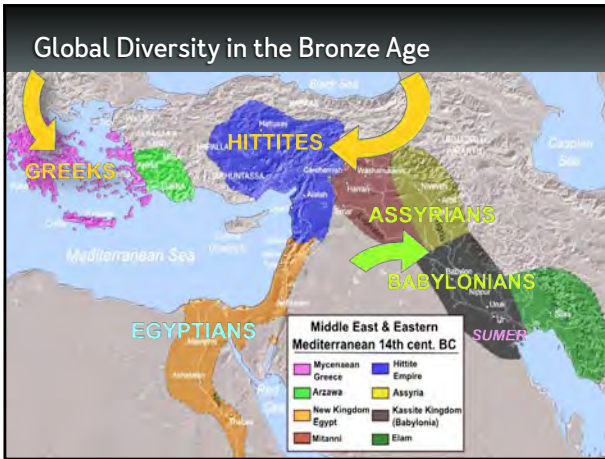 Global Diversity in the Bronze Age
Black Sea
Caspian
Sea
HITTITES
GREEKS
Hattusa
Carchemish
Washukanni
Harran
Alalah
Nineveh
ASSYRIANS
Mediterranean Sea
BABYLONIANS
Babylon
Nippur
Uruk
Ur
Susa
SUMER
EGYPTIANS
Memphis
Akhetaten
Thebes
Red
Middle East & Eastern
Mediterranean 14th cent. BC
Mycenaean
Greece
Hittite
Empire
Arzawa
Assyria
New Kingdom
Egypt
Kassite Kingdom
(Babylonia)
Mitanni
Elam